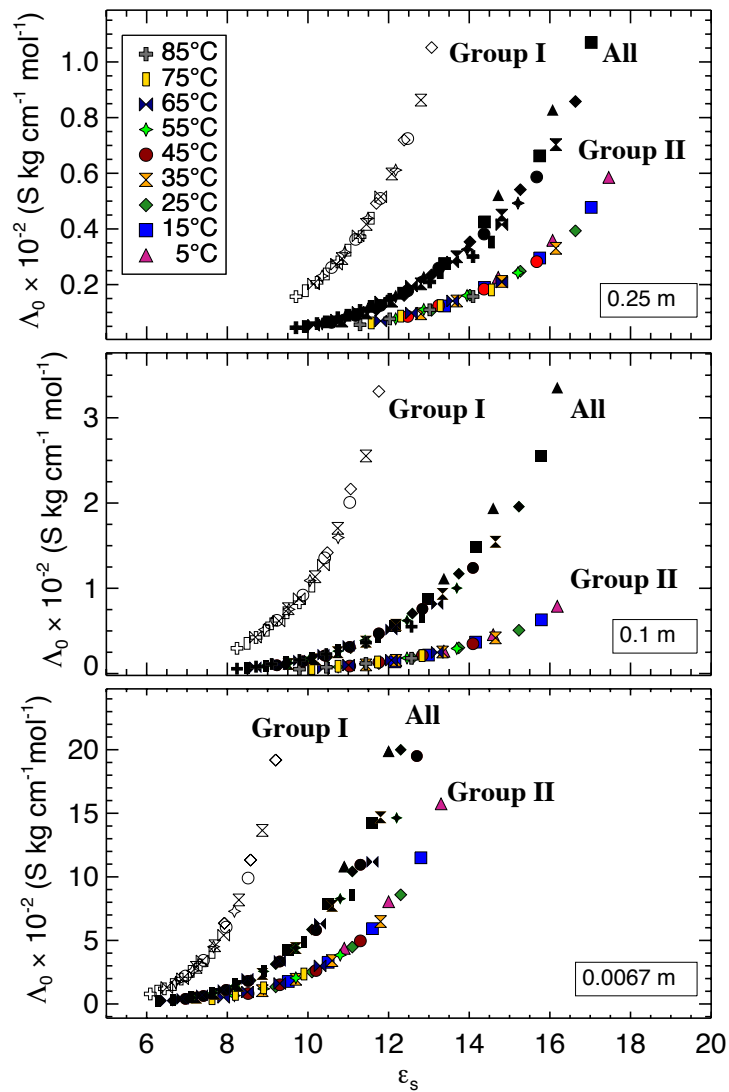 Group I
All
Group II
85°C
75°C
65°C
55°C
45°C
35°C
25°C
15°C
5°C
1.0
0.8
0.6
0.4
0.2
Λ₀ × 10⁻² (S kg cm⁻¹ mol⁻¹)
0.25 m
Group I
All
Group II
3
2
1
0
Λ₀ × 10⁻² (S kg cm⁻¹ mol⁻¹)
0.1 m
Group I
All
Group II
20
15
10
5
0
Λ₀ × 10⁻² (S kg cm⁻¹mol⁻¹)
0.0067 m
6 8 10 12 14 16 18 20
εₛ